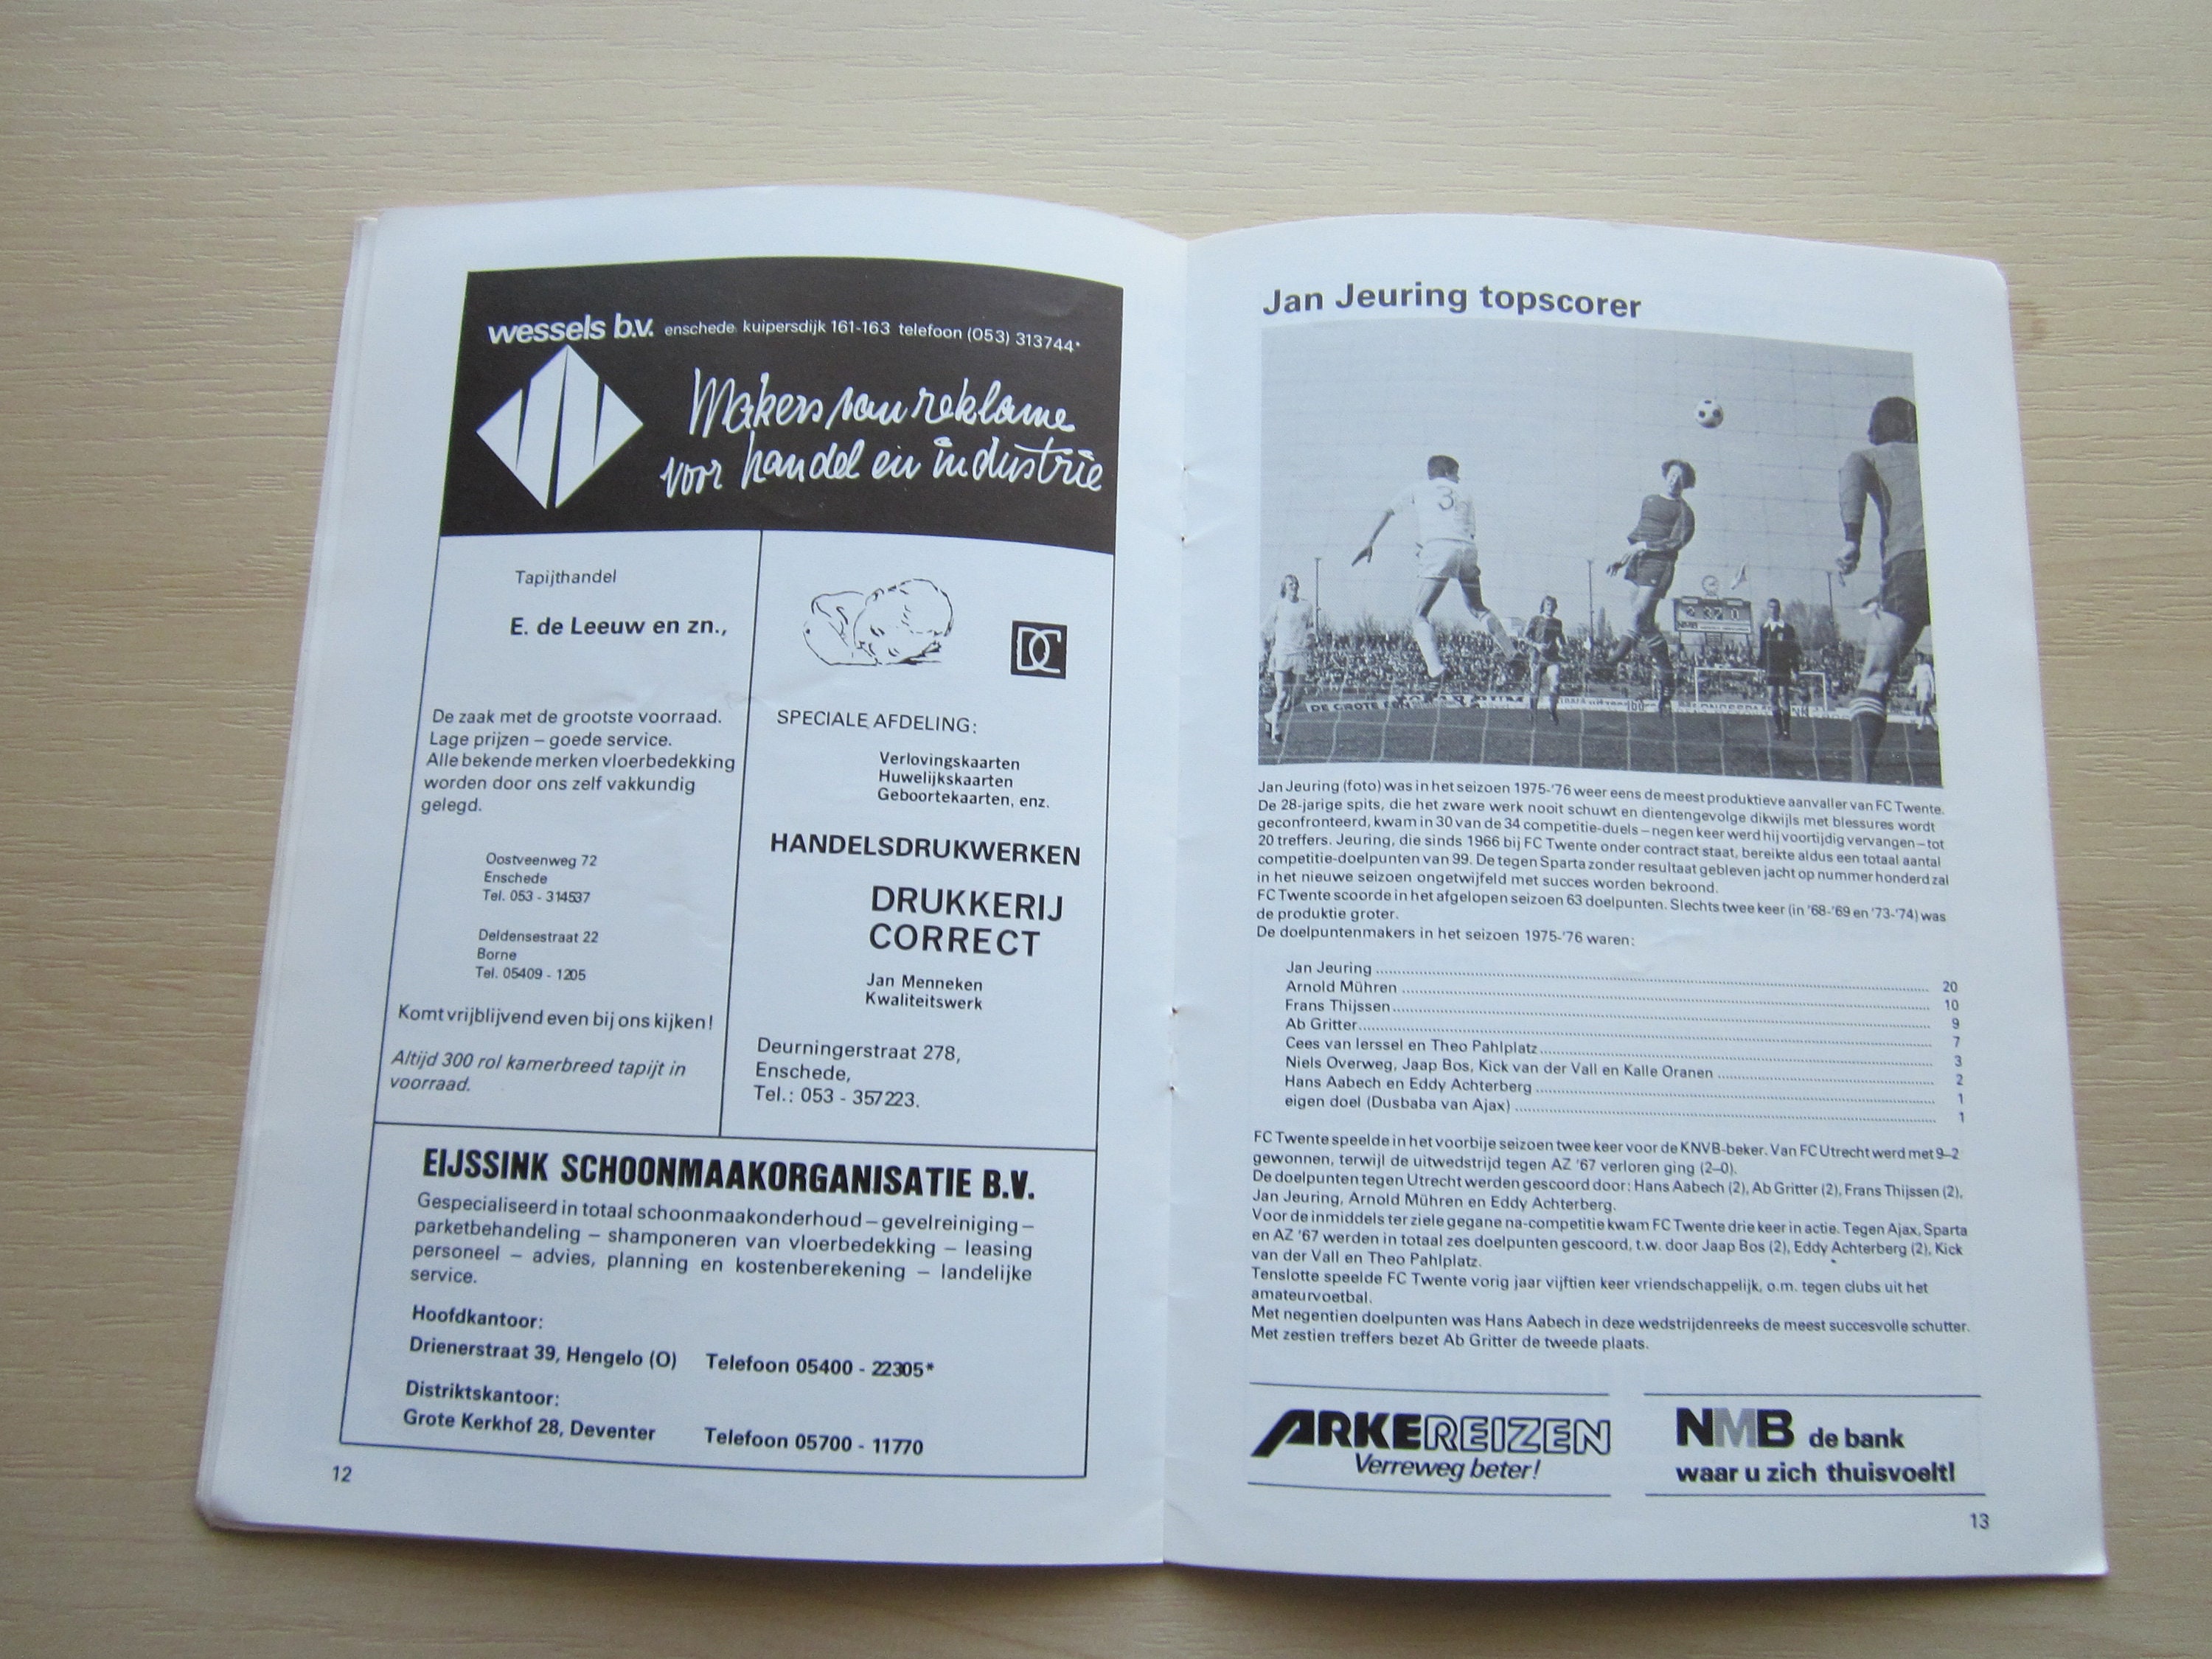 wessels b.v. enschede kuipersdijk 161-163 telefoon (053) 313744*
Makers van reklame
voor handel en industrie
Tapijthandel
E. de Leeuw en zn.,
De zaak met de grootste voorraad.
Lage prijzen – goede service.
Alle bekende merken vloerbedekking
worden door ons zelf vakkundig
gelegd.
Oostveenweg 72
Enschede
Tel. 053 - 314537
Deldensestraat 22
Borne
Tel. 05409 - 1205
Komt vrijblijvend even bij ons kijken!
Altijd 300 rol kamerbreed tapijt in
voorraad.
DC
SPECIALE AFDELING:
Verlovingskaarten
Huwelijkskaarten
Geboortekaarten, enz.
HANDELSDRUKWERKEN
DRUKKERIJ
CORRECT
Jan Menneken
Kwaliteitswerk
Deurningerstraat 278,
Enschede,
Tel.: 053 - 357223.
EIJSSINK SCHOONMAAKORGANISATIE B.V.
Gespecialiseerd in totaal schoonmaakonderhoud – gevelreiniging –
parketbehandeling – shamponeren van vloerbedekking – leasing
personeel – advies, planning en kostenberekening – landelijke
service.
Hoofdkantoor:
Drienerstraat 39, Hengelo (O) Telefoon 05400 - 22305*
Distriktskantoor:
Grote Kerkhof 28, Deventer Telefoon 05700 - 11770
12
Jan Jeuring topscorer
3
DE GROTE
Jan Jeuring (foto) was in het seizoen 1975-'76 weer eens de meest produktieve aanvaller van FC Twente.
De 28-jarige spits, die het zware werk nooit schuwt en dientengevolge dikwijls met blessures wordt
geconfronteerd, kwam in 30 van de 34 competitie-duels – negen keer werd hij voortijdig vervangen – tot
20 treffers. Jeuring, die sinds 1966 bij FC Twente onder contract staat, bereikte aldus een totaal aantal
competitie-doelpunten van 99. De tegen Sparta zonder resultaat gebleven jacht op nummer honderd zal
in het nieuwe seizoen ongetwijfeld met succes worden bekroond.
FC Twente scoorde in het afgelopen seizoen 63 doelpunten. Slechts twee keer (in '68-'69 en '73-'74) was
de produktie groter.
De doelpuntenmakers in het seizoen 1975-'76 waren:
Jan Jeuring ........ 20
Arnold Mühren ........ 10
Frans Thijssen ........ 9
Ab Gritter ........ 7
Cees van Ierssel en Theo Pahlplatz ........ 3
Niels Overweg, Jaap Bos, Kick van der Vall en Kalle Oranen ........ 2
Hans Aabech en Eddy Achterberg ........ 1
eigen doel (Dusbaba van Ajax) ........ 1
FC Twente speelde in het voorbije seizoen twee keer voor de KNVB-beker. Van FC Utrecht werd met 9–2
gewonnen, terwijl de uitwedstrijd tegen AZ '67 verloren ging (2–0).
De doelpunten tegen Utrecht werden gescoord door: Hans Aabech (2), Ab Gritter (2), Frans Thijssen (2),
Jan Jeuring, Arnold Mühren en Eddy Achterberg.
Voor de inmiddels ter ziele gegane na-competitie kwam FC Twente drie keer in actie. Tegen Ajax, Sparta
en AZ '67 werden in totaal zes doelpunten gescoord, t.w. door Jaap Bos (2), Eddy Achterberg (2), Kick
van der Vall en Theo Pahlplatz.
Tenslotte speelde FC Twente vorig jaar vijftien keer vriendschappelijk, o.m. tegen clubs uit het
amateurvoetbal.
Met negentien doelpunten was Hans Aabech in deze wedstrijdenreeks de meest succesvolle schutter.
Met zestien treffers bezet Ab Gritter de tweede plaats.
ARKEREIZEN
Verreweg beter!
NMB de bank
waar u zich thuisvoelt!
13